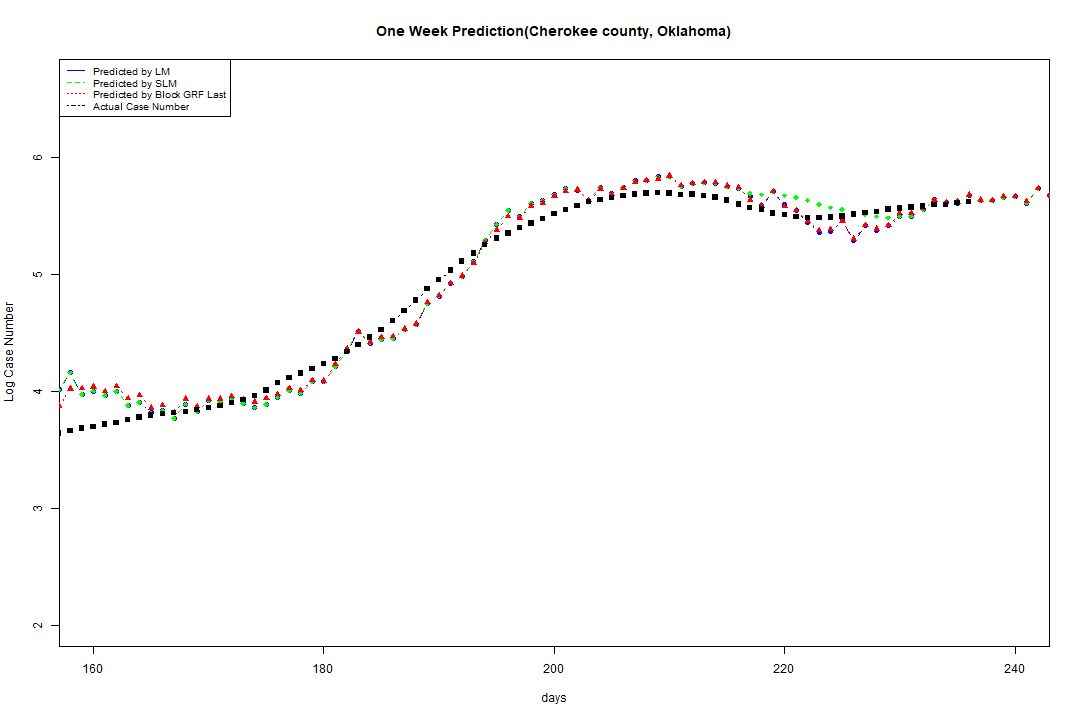 One Week Prediction(Cherokee county, Oklahoma)
Predicted by LM
Predicted by SLM
Predicted by Block GRF Last
Actual Case Number
6
5
4
3
2
Log Case Number
160 180 200 220 240
days